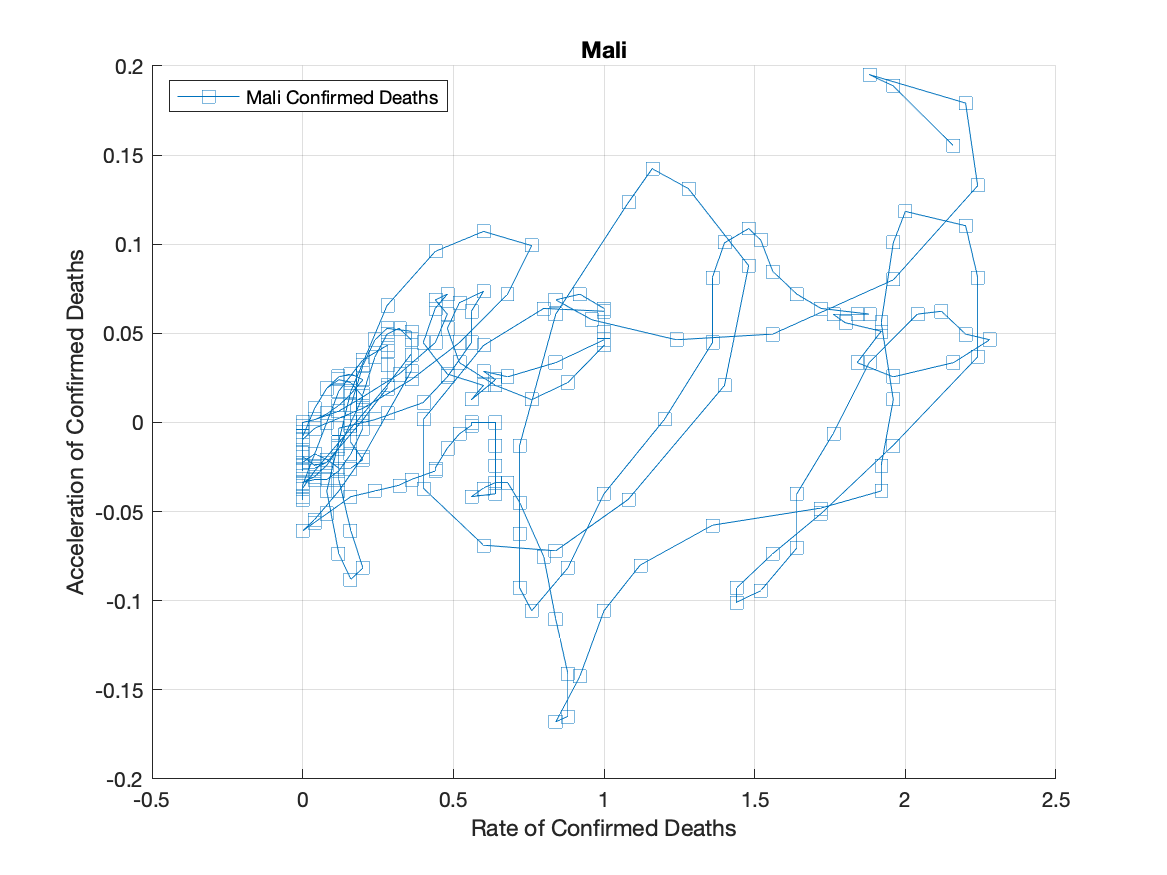 Mali
Mali Confirmed Deaths
0.2
0.15
0.1
0.05
0
-0.05
-0.1
-0.15
-0.2
Acceleration of Confirmed Deaths
-0.5 0 0.5 1 1.5 2 2.5
Rate of Confirmed Deaths